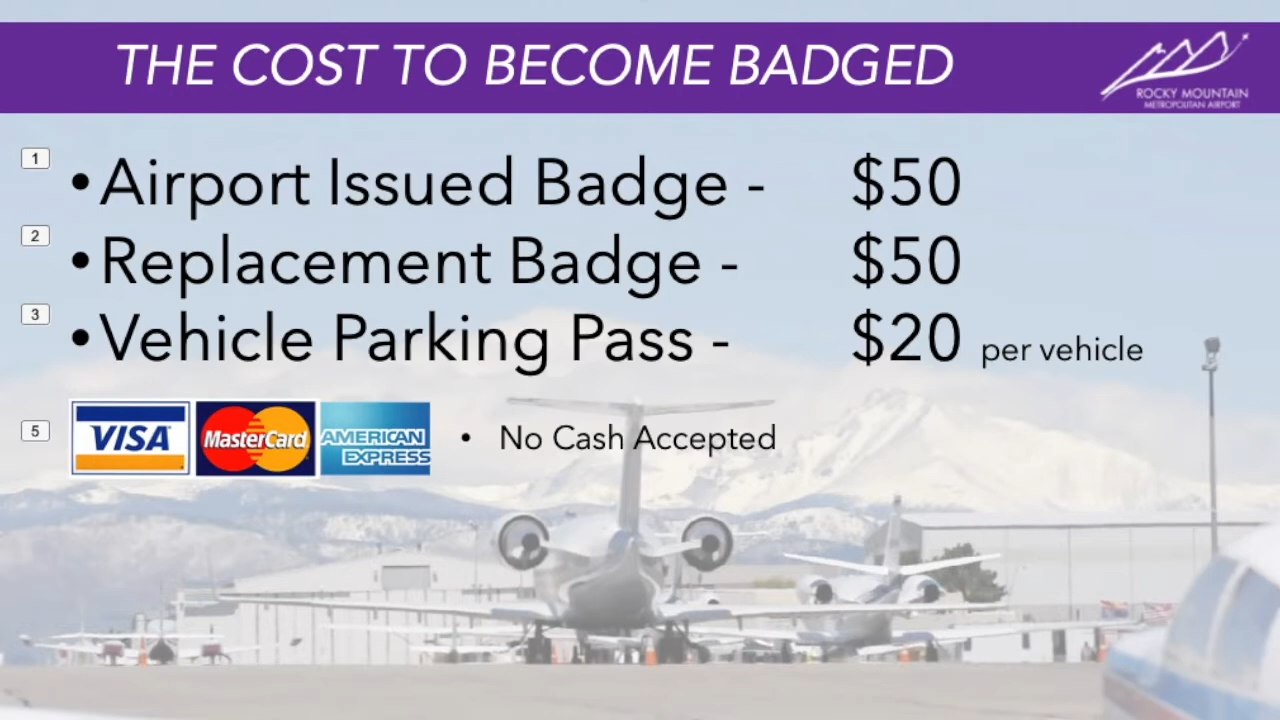 THE COST TO BECOME BADGED
ROCKY MOUNTAIN
METROPOLITAN AIRPORT
1
•Airport Issued Badge - $50
2
•Replacement Badge - $50
3
•Vehicle Parking Pass - $20 per vehicle
5
VISA MasterCard AMERICAN EXPRESS • No Cash Accepted